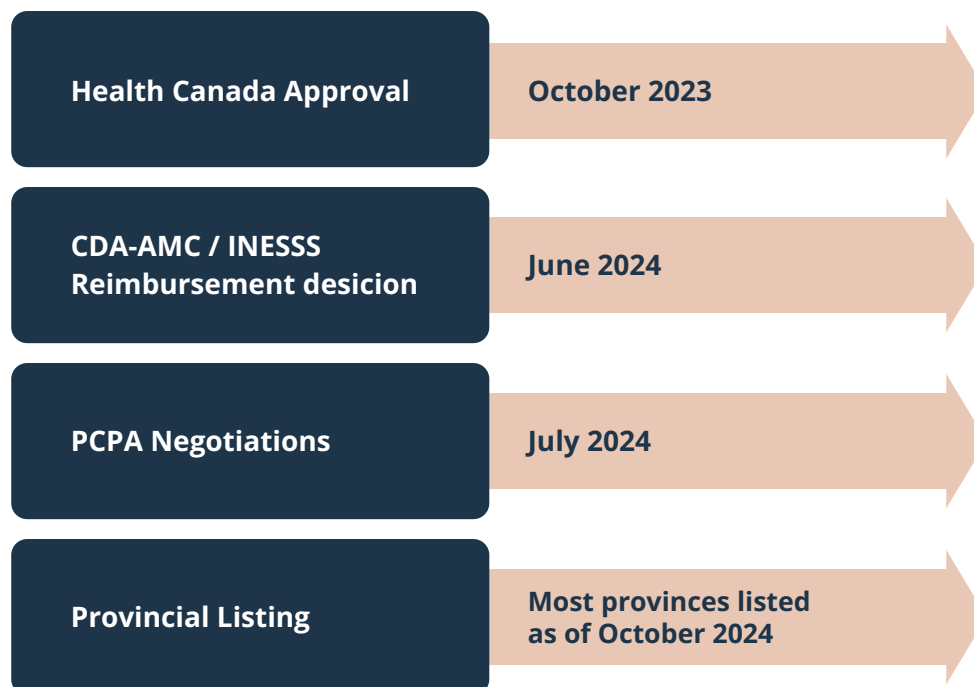 Health Canada Approval
October 2023
CDA-AMC / INESSS
Reimbursement desicion
June 2024
PCPA Negotiations
July 2024
Provincial Listing
Most provinces listed
as of October 2024